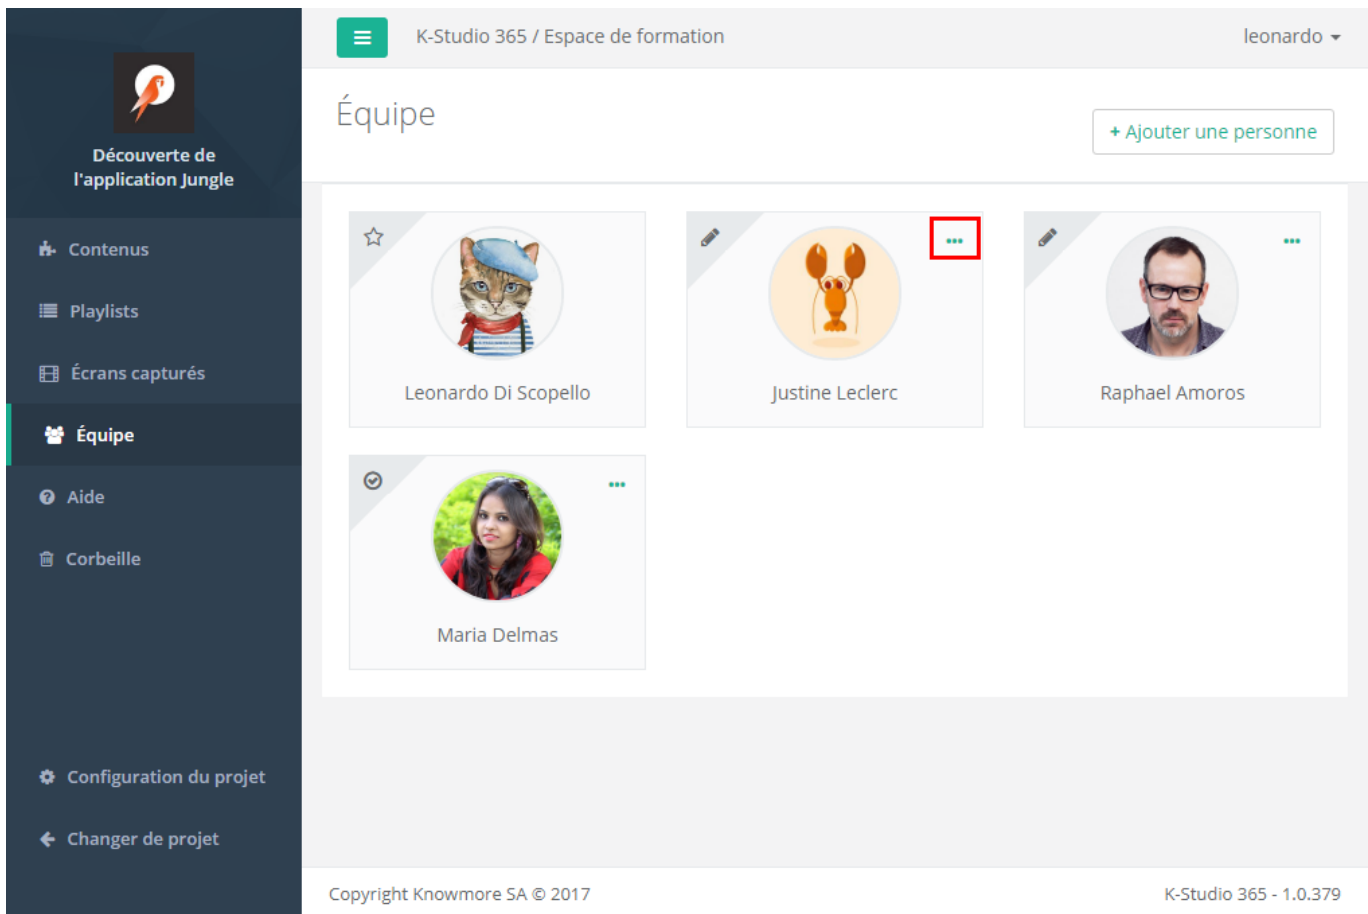 K-Studio 365 / Espace de formation
leonardo
Découverte de
l'application Jungle
Contenus
Playlists
Écrans capturés
Équipe
Aide
Corbeille
Configuration du projet
Changer de projet
Équipe
+ Ajouter une personne
Leonardo Di Scopello
Justine Leclerc
Raphael Amoros
Maria Delmas
Copyright Knowmore SA © 2017
K-Studio 365 - 1.0.379